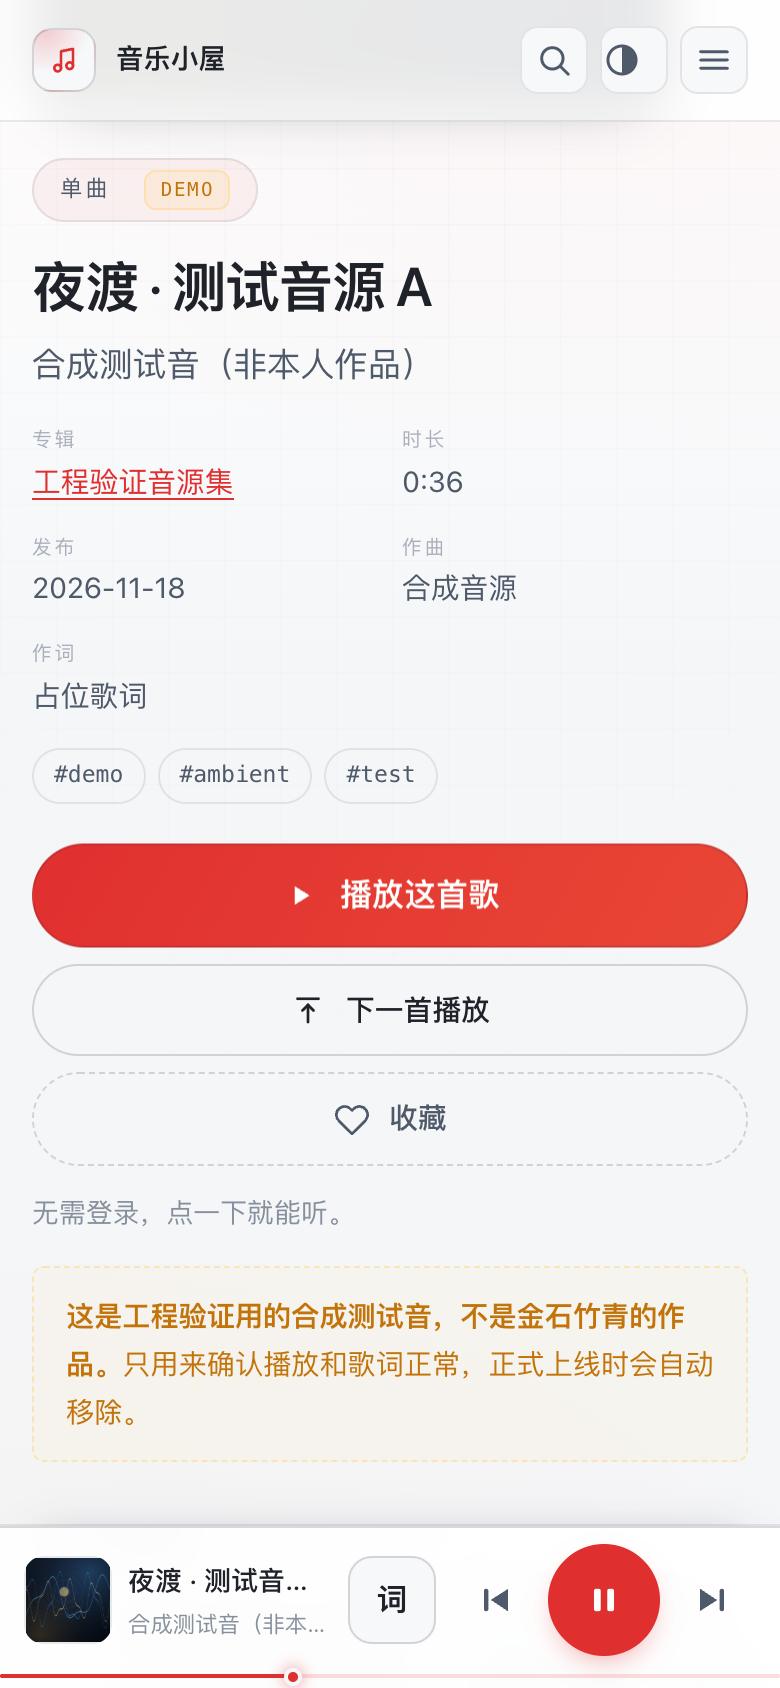 音乐小屋
单曲 DEMO
夜渡 · 测试音源 A
合成测试音（非本人作品）
专辑 时长
工程验证音源集 0:36
发布 作曲
2026-11-18 合成音源
作词
占位歌词
#demo #ambient #test
播放这首歌
下一首播放
收藏
无需登录，点一下就能听。
这是工程验证用的合成测试音，不是金石竹青的作
品。只用来确认播放和歌词正常，正式上线时会自动
移除。
夜渡 · 测试音...
合成测试音（非本...
词